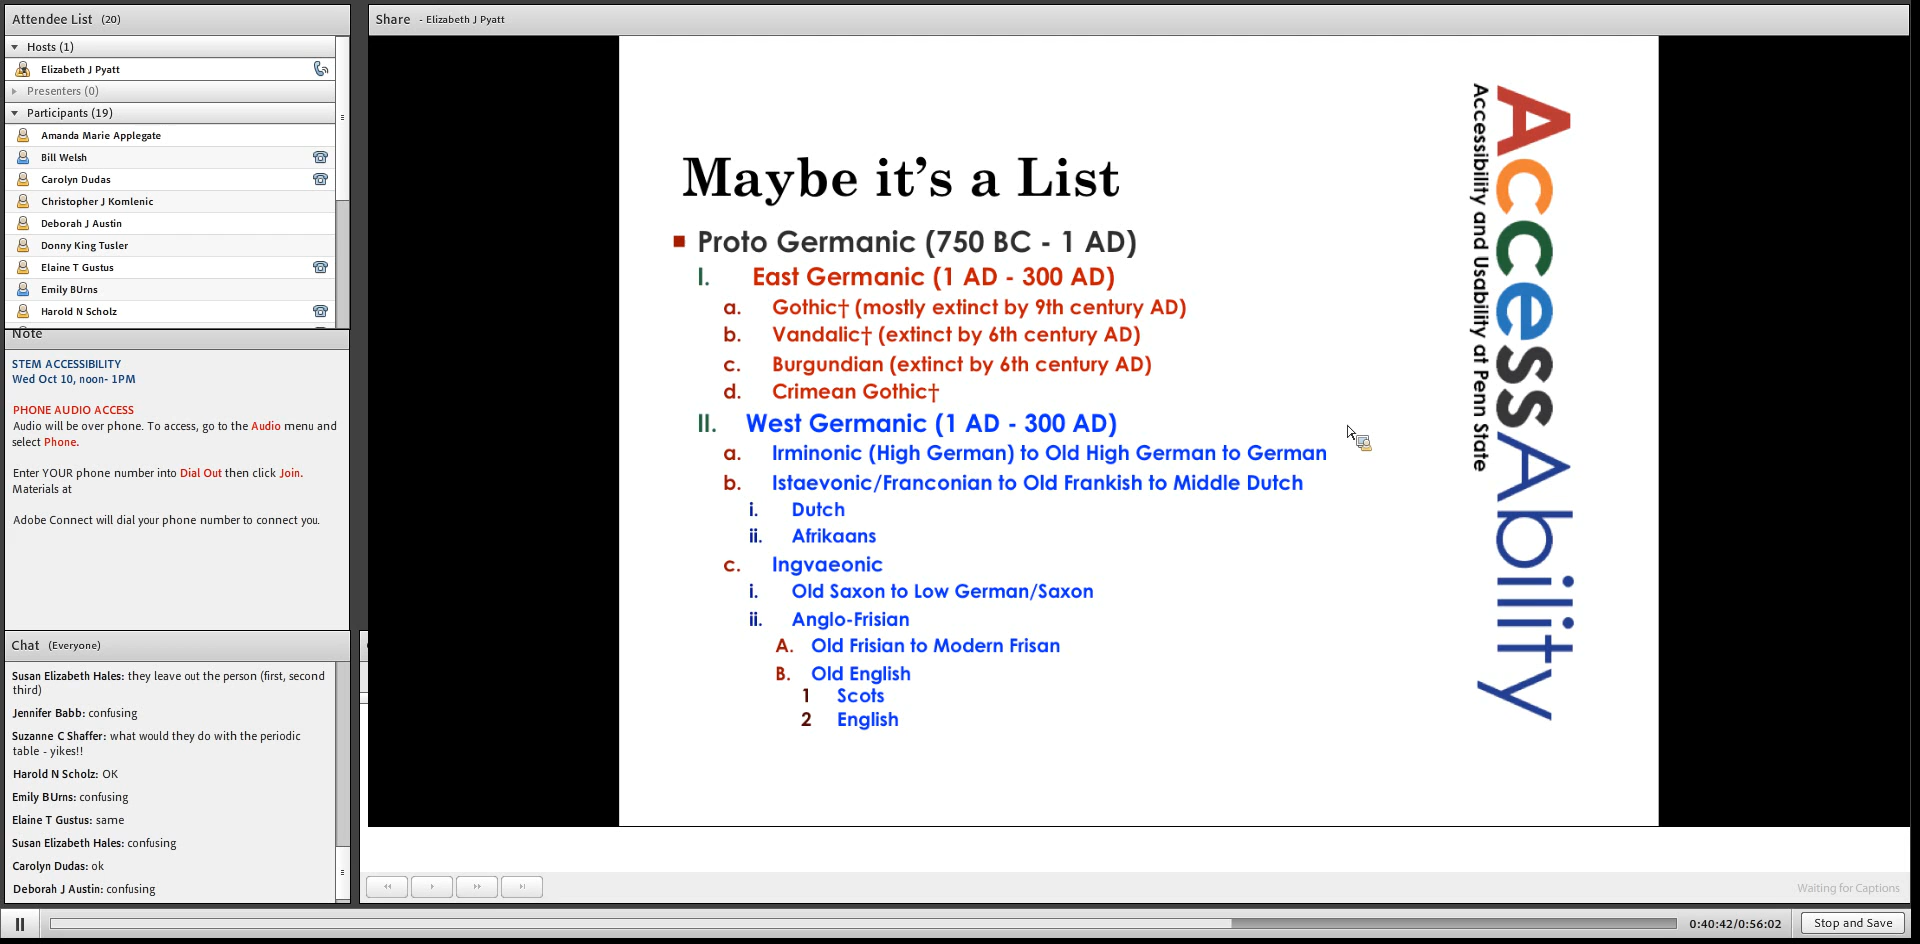 Attendee List (20)
Hosts (1)
Elizabeth J Pyatt
Presenters (0)
Participants (19)
Amanda Marie Applegate
Bill Welsh
Carolyn Dudas
Christopher J Komlenic
Deborah J Austin
Donny King Tusler
Elaine T Gustus
Emily BUrns
Harold N Scholz
Note
STEM ACCESSIBILITY
Wed Oct 10, noon- 1PM
PHONE AUDIO ACCESS
Audio will be over phone. To access, go to the Audio menu and
select Phone.
Enter YOUR phone number into Dial Out then click Join.
Materials at
Adobe Connect will dial your phone number to connect you.
Chat (Everyone)
Susan Elizabeth Hales: they leave out the person (first, second
third)
Jennifer Babb: confusing
Suzanne C Shaffer: what would they do with the periodic
table - yikes!!
Harold N Scholz: OK
Emily BUrns: confusing
Elaine T Gustus: same
Susan Elizabeth Hales: confusing
Carolyn Dudas: ok
Deborah J Austin: confusing
Share - Elizabeth J Pyatt
Maybe it's a List
Proto Germanic (750 BC - 1 AD)
I. East Germanic (1 AD - 300 AD)
a. Gothic† (mostly extinct by 9th century AD)
b. Vandalic† (extinct by 6th century AD)
c. Burgundian (extinct by 6th century AD)
d. Crimean Gothic†
II. West Germanic (1 AD - 300 AD)
a. Irminonic (High German) to Old High German to German
b. Istaevonic/Franconian to Old Frankish to Middle Dutch
i. Dutch
ii. Afrikaans
c. Ingvaeonic
i. Old Saxon to Low German/Saxon
ii. Anglo-Frisian
A. Old Frisian to Modern Frisan
B. Old English
1 Scots
2 English
AccessAbility
Accessibility and Usability at Penn State
Waiting for Captions
0:40:42/0:56:02
Stop and Save